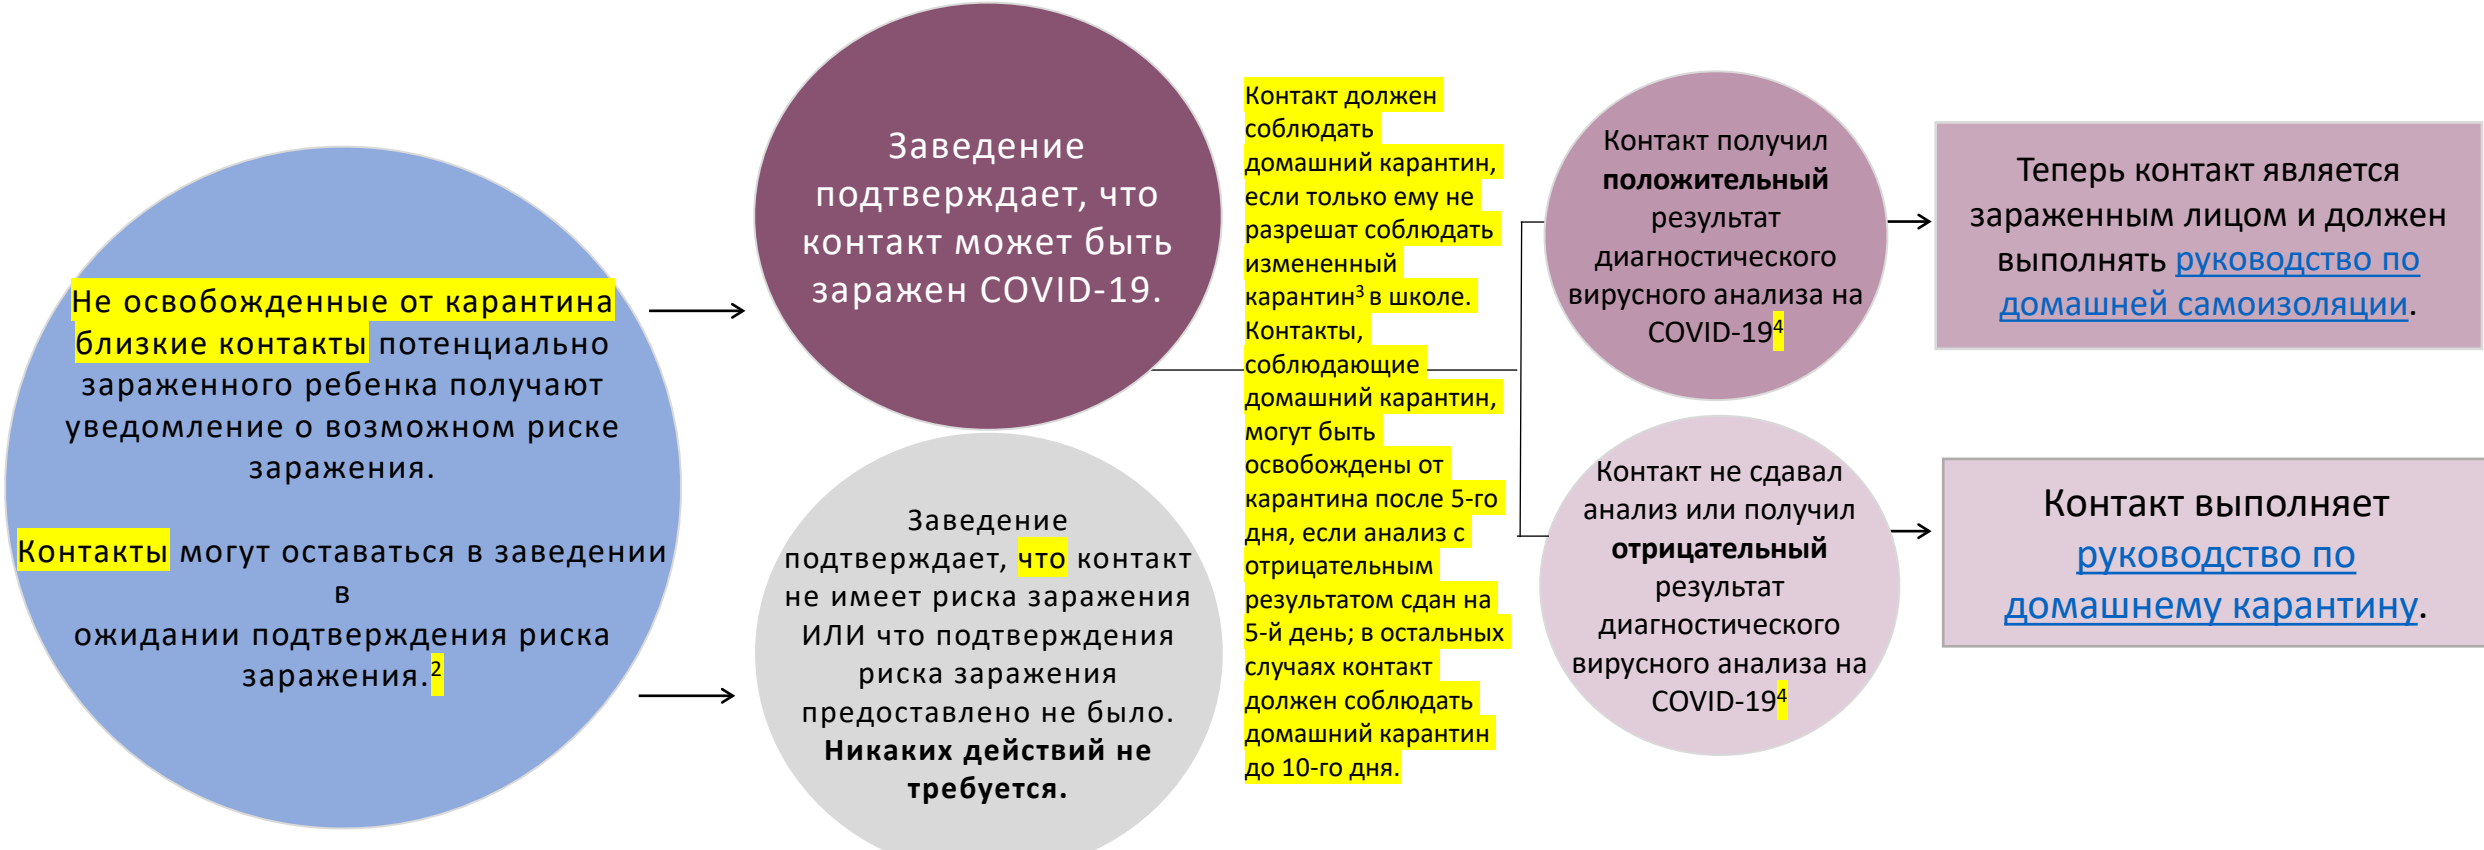 Не освобожденные от карантина
близкие контакты потенциально
зараженного ребенка получают
уведомление о возможном риске
заражения.
Контакты могут оставаться в заведении
в
ожидании подтверждения риска
заражения.2
Заведение
подтверждает, что
контакт может быть
заражен COVID-19.
Заведение
подтверждает, что контакт
не имеет риска заражения
ИЛИ что подтверждения
риска заражения
предоставлено не было.
Никаких действий не
требуется.
Контакт должен
соблюдать
домашний карантин,
если только ему не
разрешат соблюдать
измененный
карантин3 в школе.
Контакты,
соблюдающие
домашний карантин,
могут быть
освобождены от
карантина после 5-го
дня, если анализ с
отрицательным
результатом сдан на
5-й день; в остальных
случаях контакт
должен соблюдать
домашний карантин
до 10-го дня.
Контакт получил
положительный
результат
диагностического
вирусного анализа на
COVID-194
Контакт не сдавал
анализ или получил
отрицательный
результат
диагностического
вирусного анализа на
COVID-194
Теперь контакт является
зараженным лицом и должен
выполнять руководство по
домашней самоизоляции.
Контакт выполняет
руководство по
домашнему карантину.